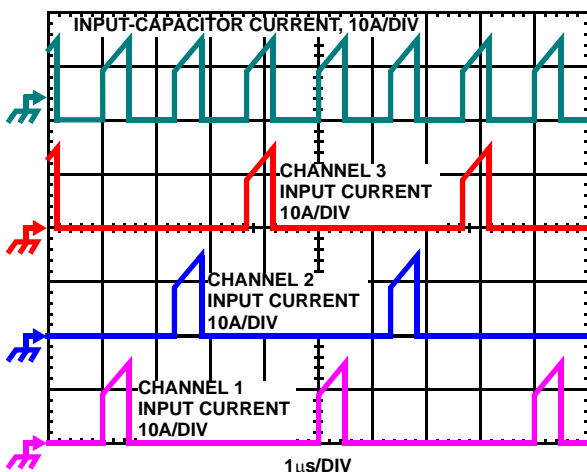 INPUT-CAPACITOR CURRENT, 10A/DIV
CHANNEL 3
INPUT CURRENT
10A/DIV
CHANNEL 2
INPUT CURRENT
10A/DIV
CHANNEL 1
INPUT CURRENT
10A/DIV
1μs/DIV